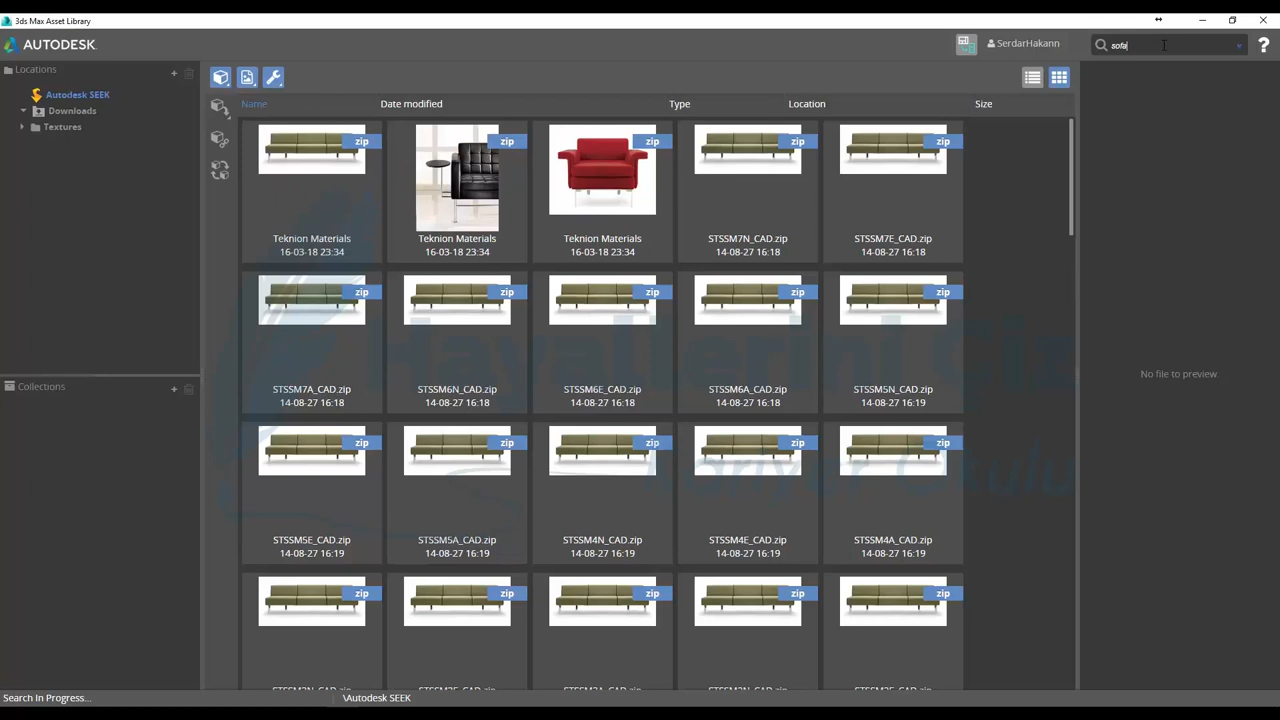 3ds Max Asset Library
AUTODESK
SerdarHakann
sofa
?
Locations
Autodesk SEEK
Downloads
Textures
Collections
Name Date modified Type Location Size
zip zip zip zip zip
Teknion Materials Teknion Materials Teknion Materials STSSM7N_CAD.zip STSSM7E_CAD.zip
16-03-18 23:34 16-03-18 23:34 16-03-18 23:34 14-08-27 16:18 14-08-27 16:18
zip zip zip zip zip
STSSM7A_CAD.zip STSSM6N_CAD.zip STSSM6E_CAD.zip STSSM6A_CAD.zip STSSM5N_CAD.zip
14-08-27 16:18 14-08-27 16:18 14-08-27 16:18 14-08-27 16:18 14-08-27 16:19
zip zip zip zip zip
STSSM5E_CAD.zip STSSM5A_CAD.zip STSSM4N_CAD.zip STSSM4E_CAD.zip STSSM4A_CAD.zip
14-08-27 16:19 14-08-27 16:19 14-08-27 16:19 14-08-27 16:19 14-08-27 16:19
zip zip zip zip zip
No file to preview
Hayallerini Çiz
Kariyer Okulu
Search In Progress...
\Autodesk SEEK